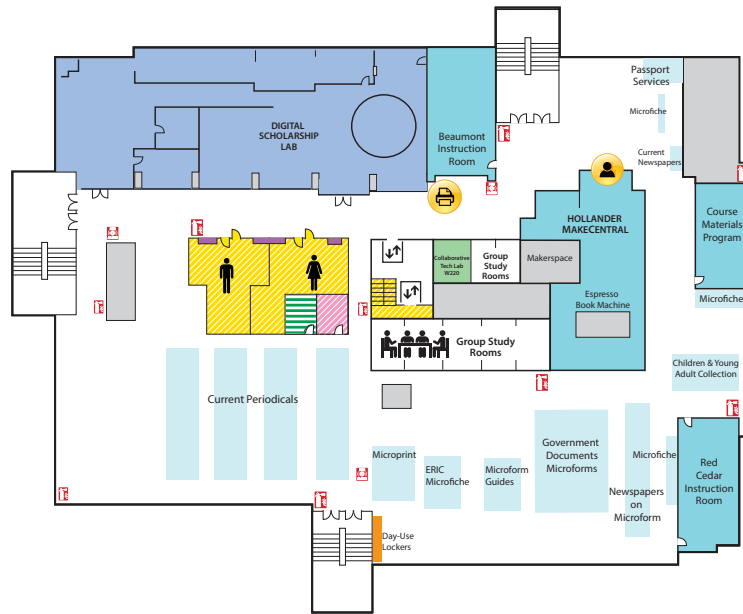 Passport
Services
Microfiche
Current
Newspapers
DIGITAL
SCHOLARSHIP
LAB
Beaumont
Instruction
Room
HOLLANDER
MAKECENTRAL
Course
Materials
Program
Collaborative
Tech Lab
W220
Group
Study
Rooms
Makerspace
Espresso
Book Machine
Microfiche
Group Study
Rooms
Children & Young
Adult Collection
Current Periodicals
Microprint
ERIC
Microfiche
Microform
Guides
Government
Documents
Microforms
Microfiche
Newspapers
on
Microform
Red
Cedar
Instruction
Room
Day-Use
Lockers